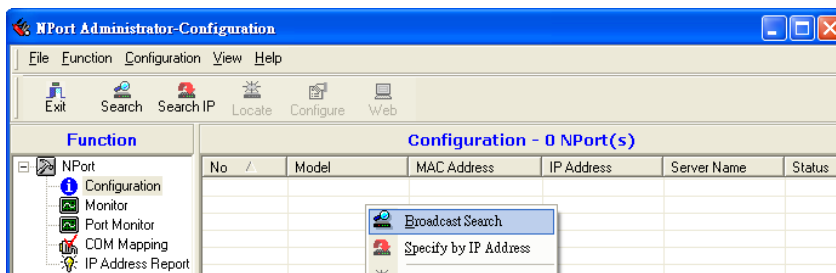 NPort Administrator-Configuration
File Function Configuration View Help
Exit Search Search IP Locate Configure Web
Function
Configuration - 0 NPort(s)
No Model MAC Address IP Address Server Name Status
NPort
Configuration
Monitor
Port Monitor
COM Mapping
IP Address Report
Broadcast Search
Specify by IP Address